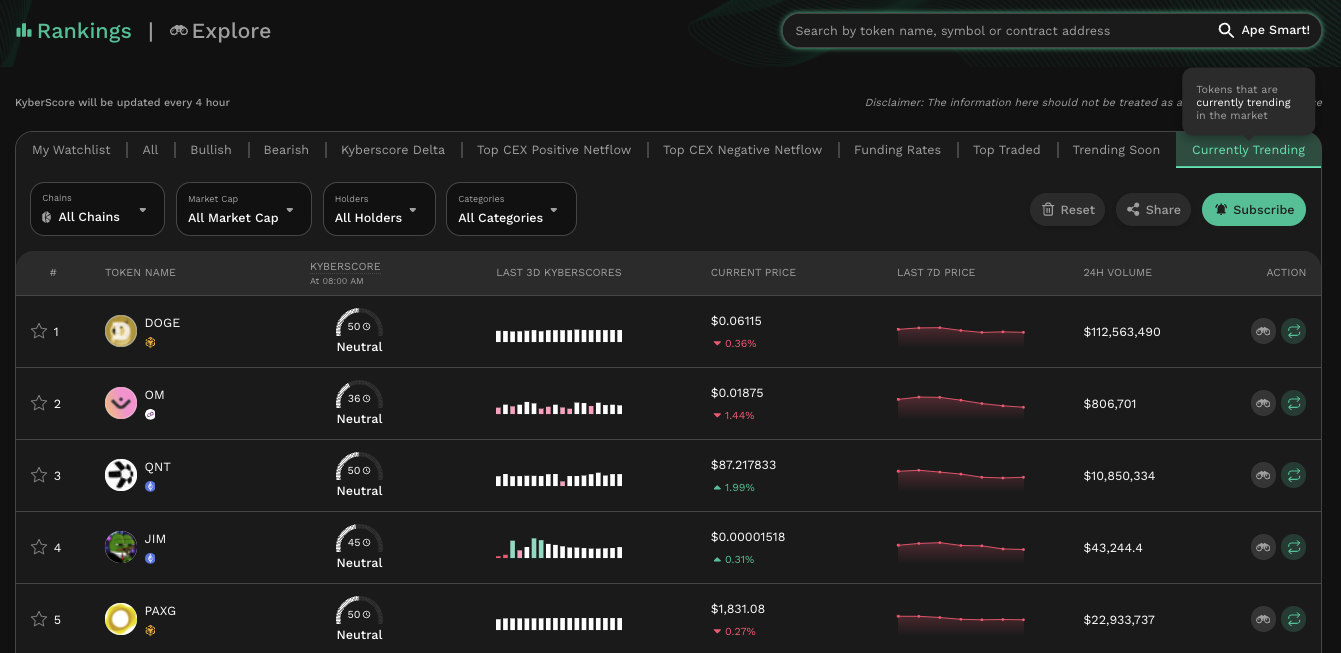 Rankings | Explore
Search by token name, symbol or contract address
Ape Smart!
KyberScore will be updated every 4 hour
Disclaimer: The information here should not be treated as a
Tokens that are
currently trending
in the market
My Watchlist | All | Bullish | Bearish | Kyberscore Delta | Top CEX Positive Netflow | Top CEX Negative Netflow | Funding Rates | Top Traded | Trending Soon Currently Trending
Chains
All Chains
Market Cap
All Market Cap
Holders
All Holders
Categories
All Categories
Reset
Share
Subscribe
# TOKEN NAME KYBERSCORE LAST 3D KYBERSCORES CURRENT PRICE LAST 7D PRICE 24H VOLUME ACTION
At 08:00 AM
1 DOGE 50 Neutral $0.06115 0.36% $112,563,490
2 OM 36 Neutral $0.01875 1.44% $806,701
3 QNT 50 Neutral $87.217833 1.99% $10,850,334
4 JIM 45 Neutral $0.00001518 0.31% $43,244.4
5 PAXG 50 Neutral $1,831.08 0.27% $22,933,737